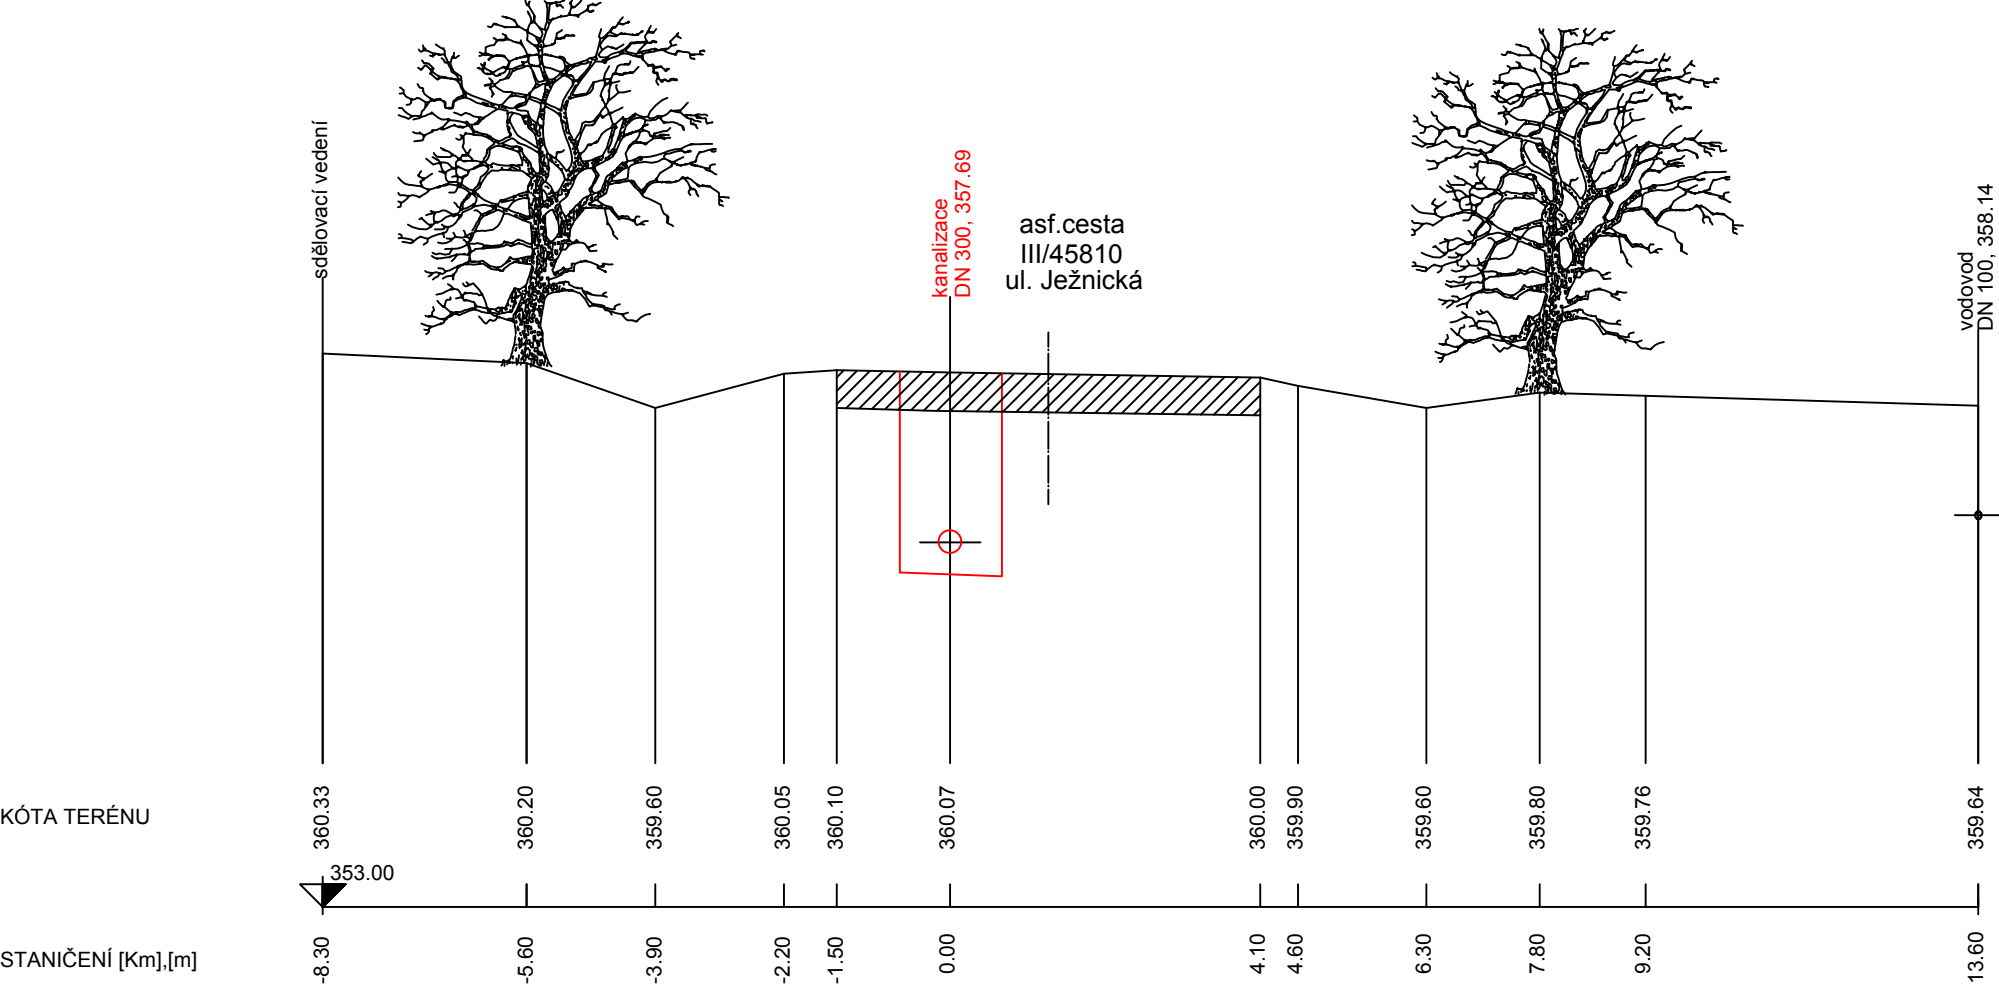 sdělovací vedení
kanalizace
DN 300, 357.69
asf.cesta
III/45810
ul. Ježnická
vodovod
DN 100, 358.14
KÓTA TERÉNU
360.33
360.20
359.60
360.05
360.10
360.07
360.00
359.90
359.60
359.80
359.76
359.64
353.00
STANIČENÍ [Km],[m]
-8.30
-5.60
-3.90
-2.20
-1.50
0.00
4.10
4.60
6.30
7.80
9.20
13.60